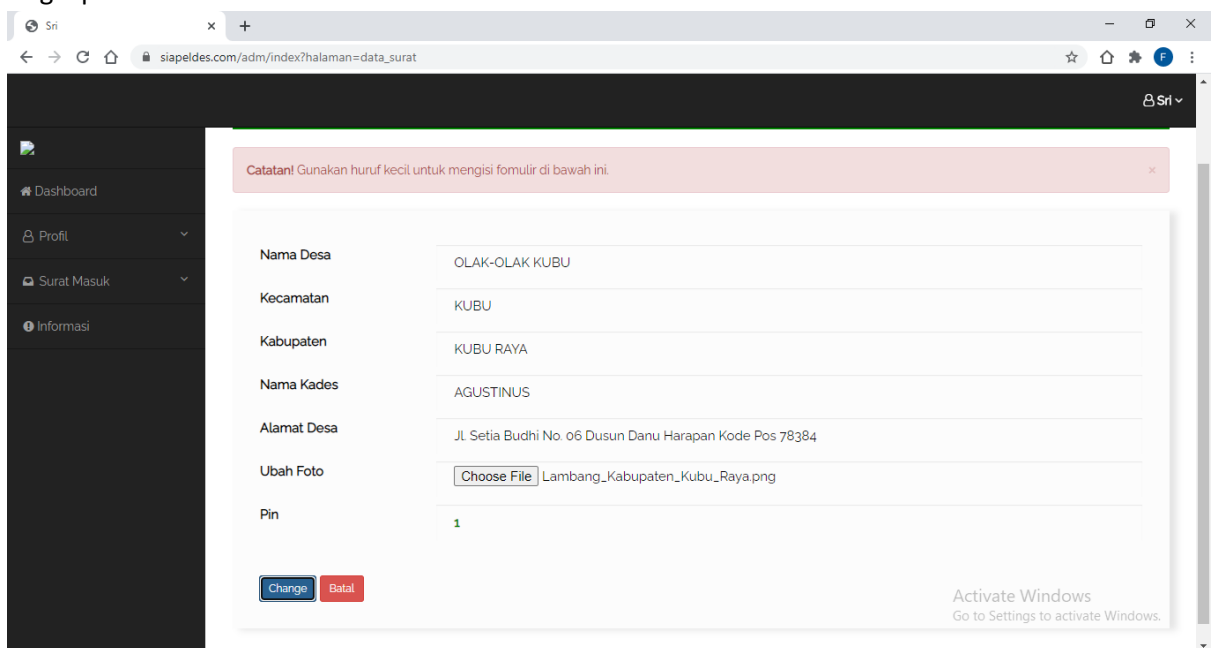 Sri
siapeldes.com/adm/index?halaman=data_surat
F
Sri
Catatan! Gunakan huruf kecil untuk mengisi fomulir di bawah ini.
Dashboard
Profil
Surat Masuk
Informasi
Nama Desa
OLAK-OLAK KUBU
Kecamatan
KUBU
Kabupaten
KUBU RAYA
Nama Kades
AGUSTINUS
Alamat Desa
Jl. Setia Budhi No. 06 Dusun Danu Harapan Kode Pos 78384
Ubah Foto
Choose File Lambang_Kabupaten_Kubu_Raya.png
Pin
1
Change Batal
Activate Windows
Go to Settings to activate Windows.